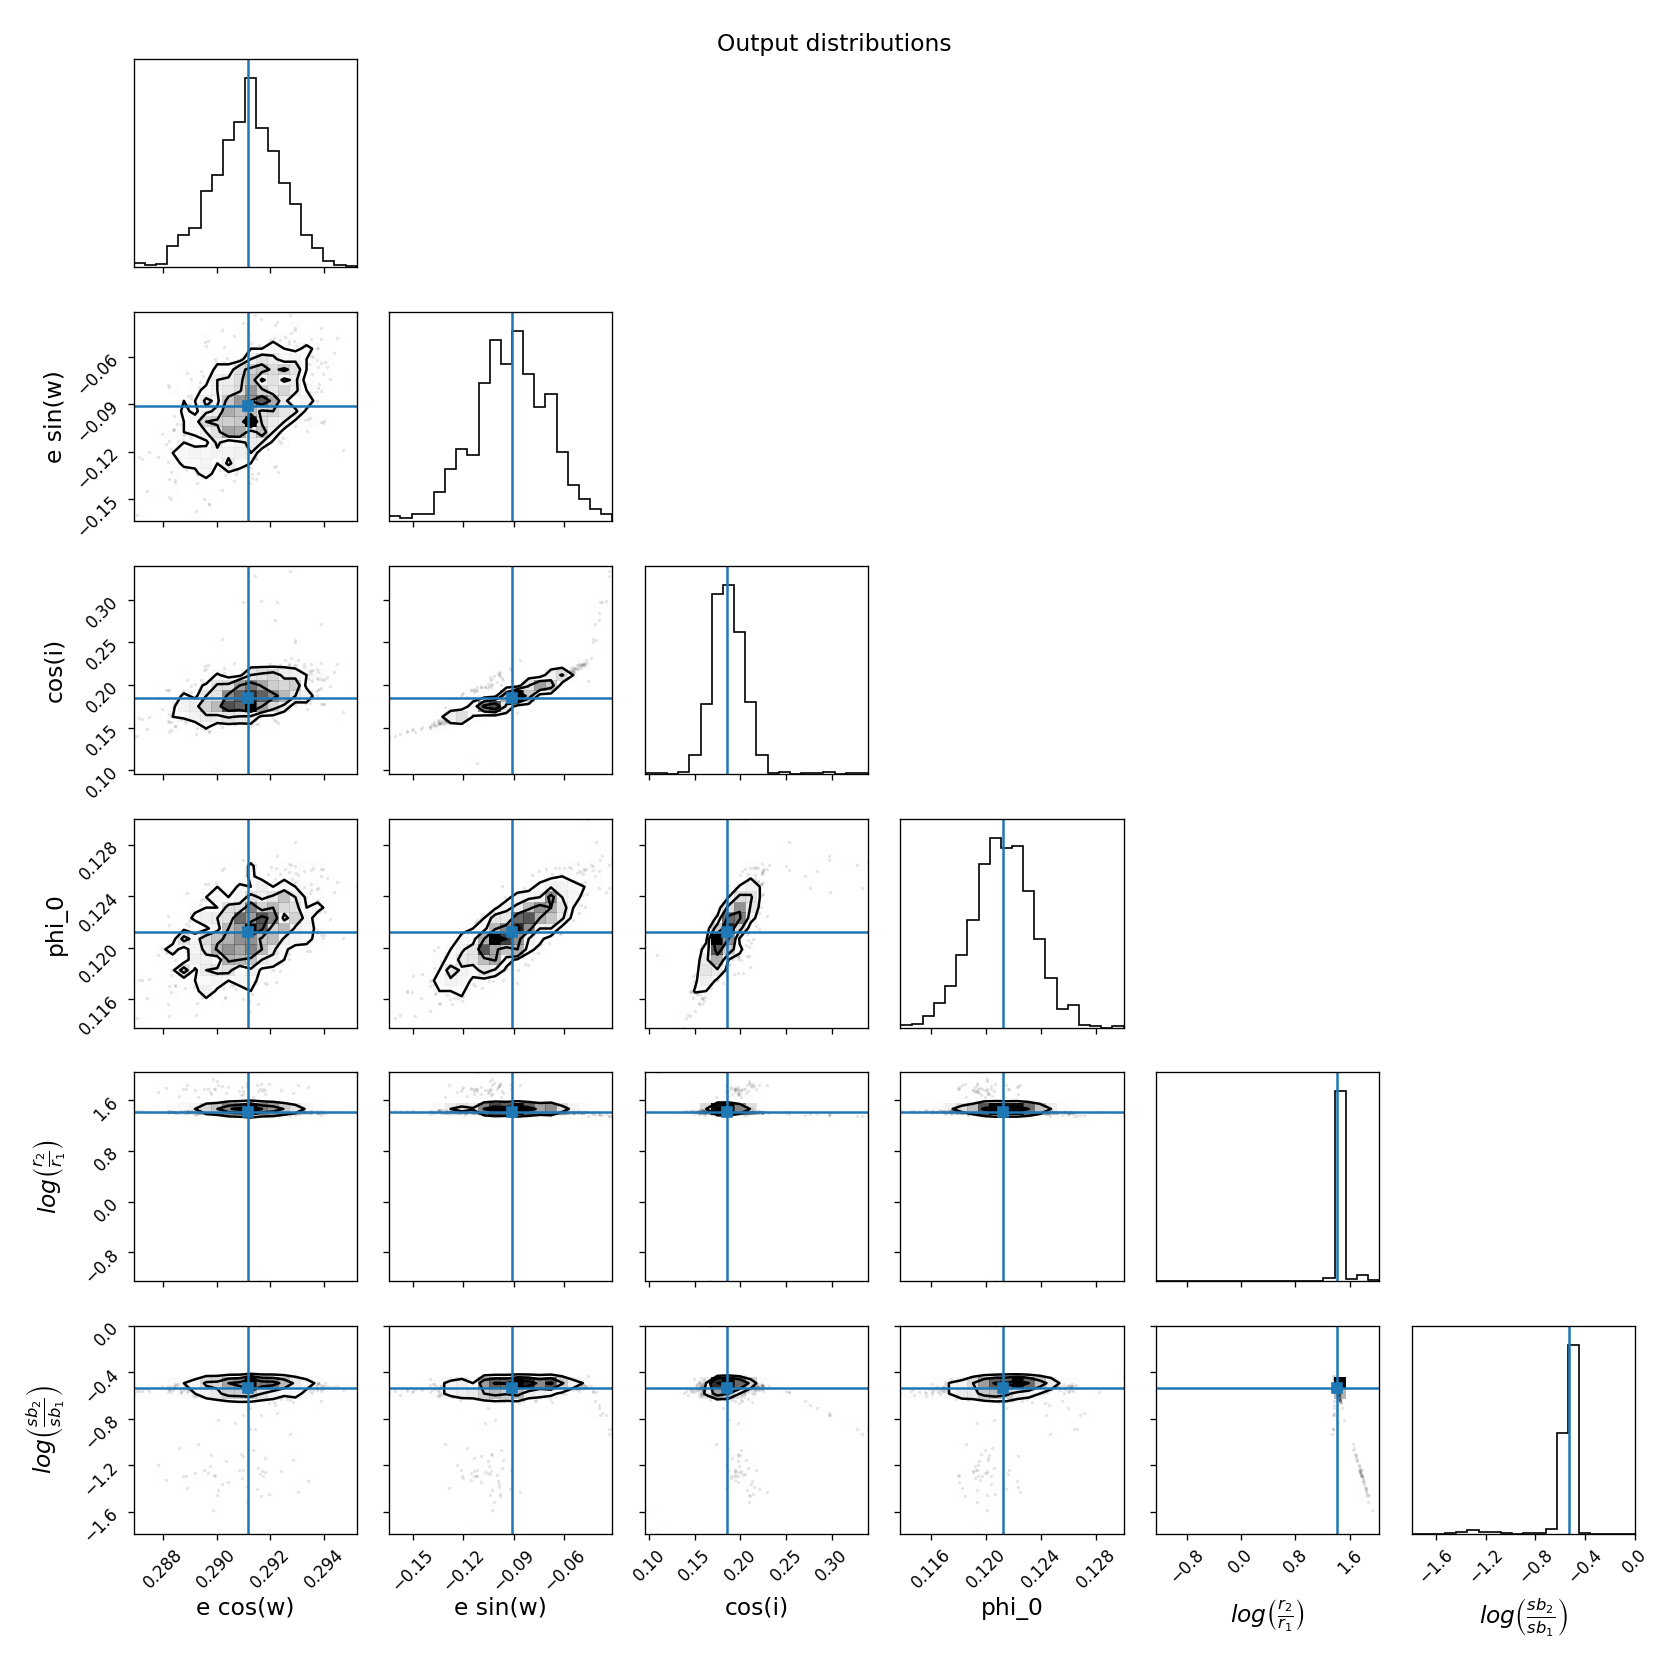 Output distributions
e sin(w)
−0.06
−0.09
−0.12
−0.15
cos(i)
0.30
0.25
0.20
0.15
0.10
phi_0
0.128
0.124
0.120
0.116
log(r₂/r₁)
1.6
0.8
0.0
−0.8
log(sb₂/sb₁)
0.0
−0.4
−0.8
−1.2
−1.6
0.288 0.290 0.292 0.294
−0.15 −0.12 −0.09 −0.06
0.10 0.15 0.20 0.25 0.30
0.116 0.120 0.124 0.128
−0.8 0.0 0.8 1.6
−1.6 −1.2 −0.8 −0.4 0.0
e cos(w)
e sin(w)
cos(i)
phi_0
log(r₂/r₁)
log(sb₂/sb₁)